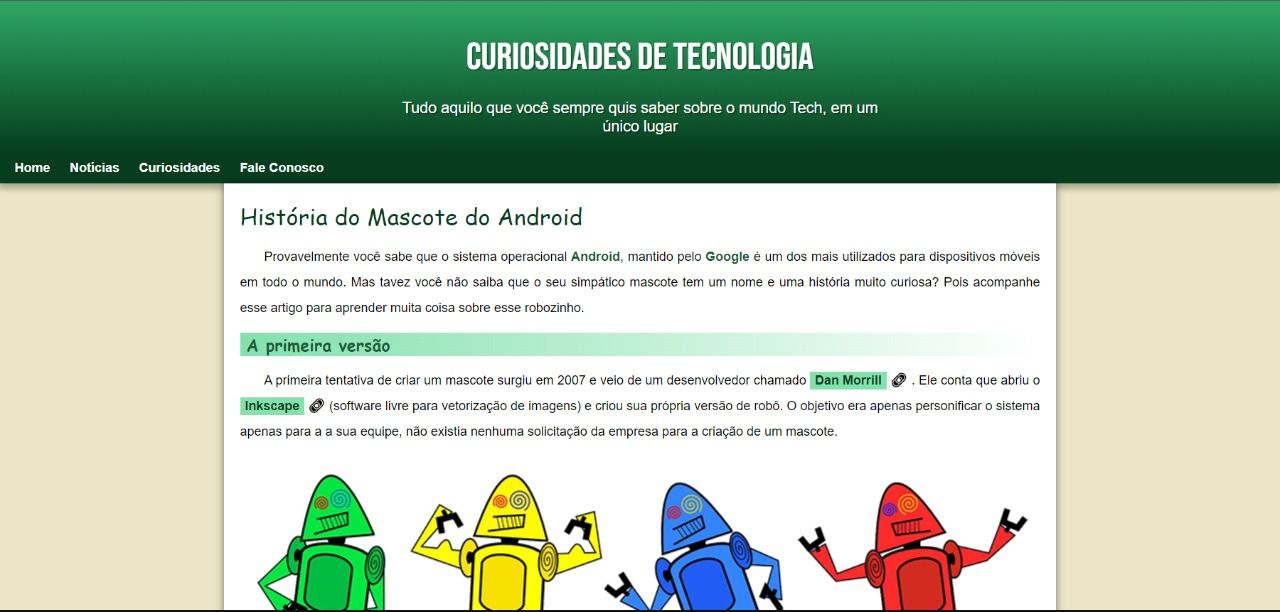 CURIOSIDADES DE TECNOLOGIA
Tudo aquilo que você sempre quis saber sobre o mundo Tech, em um
único lugar
Home Notícias Curiosidades Fale Conosco
História do Mascote do Android
Provavelmente você sabe que o sistema operacional Android, mantido pelo Google é um dos mais utilizados para dispositivos móveis
em todo o mundo. Mas tavez você não saiba que o seu simpático mascote tem um nome e uma história muito curiosa? Pois acompanhe
esse artigo para aprender muita coisa sobre esse robozinho.
A primeira versão
A primeira tentativa de criar um mascote surgiu em 2007 e veio de um desenvolvedor chamado Dan Morrill . Ele conta que abriu o
Inkscape (software livre para vetorização de imagens) e criou sua própria versão de robô. O objetivo era apenas personificar o sistema
apenas para a a sua equipe, não existia nenhuma solicitação da empresa para a criação de um mascote.